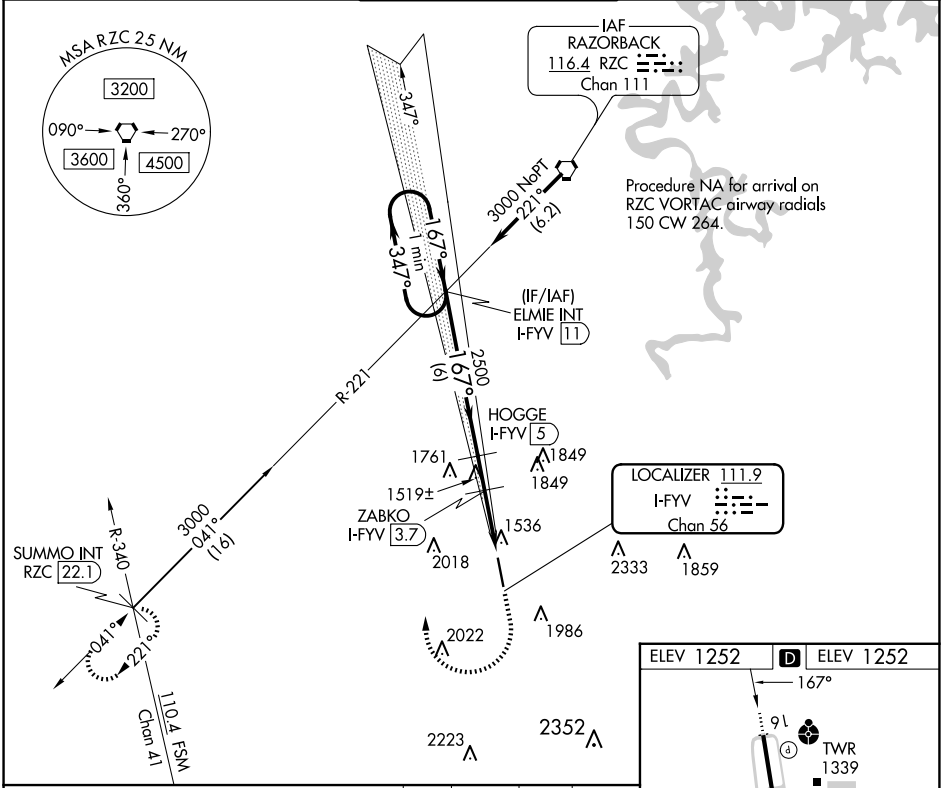 MSA RZC 25 NM
3200
090°
270°
3600
4500
360°
IAF
RAZORBACK
116.4 RZC
Chan 111
347°
3000 NoPT
221°
(6.2)
Procedure NA for arrival on
RZC VORTAC airway radials
150 CW 264.
167°
1 min
347°
(IF/IAF)
ELMIE INT
I-FYV 11
R-221
2500
167°
(6)
HOGGE
I-FYV 5
1761
1849
1849
1519±
ZABKO
I-FYV 3.7
1536
2018
LOCALIZER 111.9
I-FYV
Chan 56
2333
1859
3000
041°
(16)
R-340
SUMMO INT
RZC 22.1
041°
221°
110.4 FSM
Chan 41
2022
1986
2223
2352
ELEV 1252
D
ELEV 1252
167°
16
P
TWR
1339